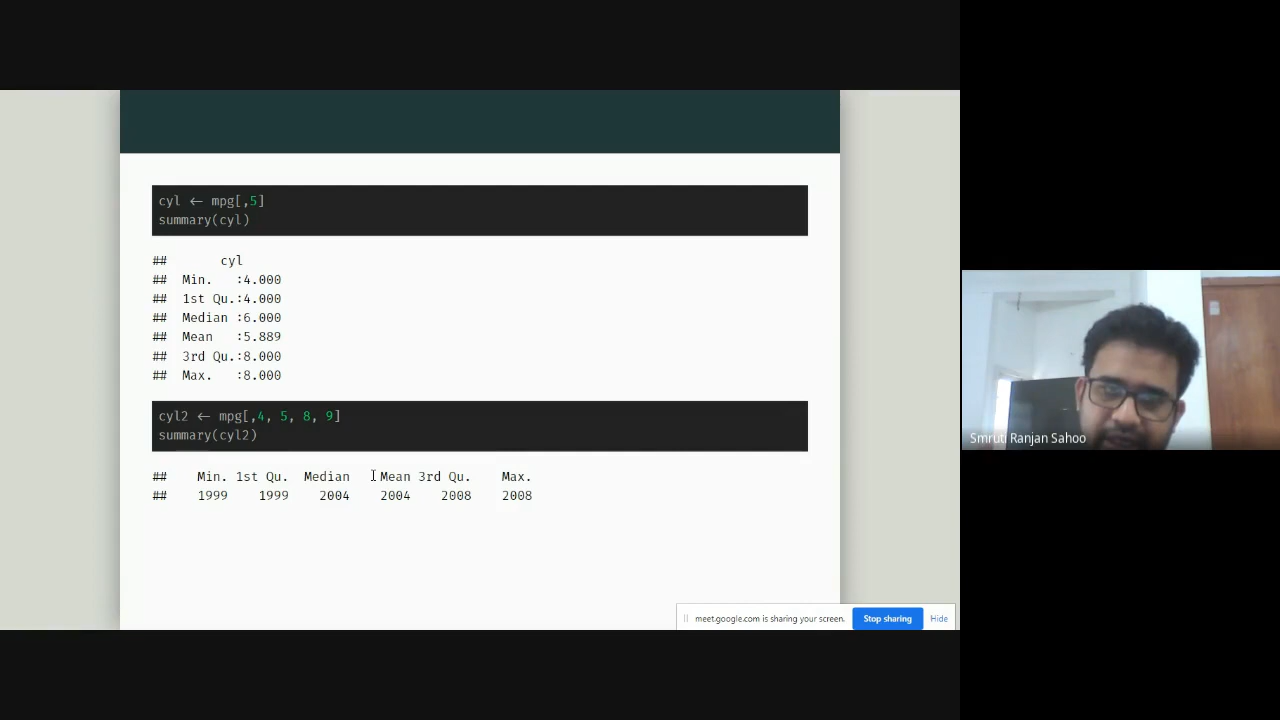 cyl <- mpg[,5]
summary(cyl)
##       cyl
##  Min.   :4.000
##  1st Qu.:4.000
##  Median :6.000
##  Mean   :5.889
##  3rd Qu.:8.000
##  Max.   :8.000
cyl2 <- mpg[,4, 5, 8, 9]
summary(cyl2)
##    Min. 1st Qu.  Median    Mean 3rd Qu.    Max.
##    1999    1999    2004    2004    2008    2008
Smruti Ranjan Sahoo
meet.google.com is sharing your screen. Stop sharing Hide